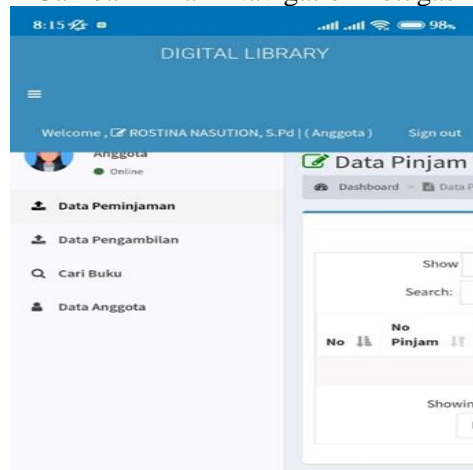 8:15 98%
DIGITAL LIBRARY
Welcome , ROSTINA NASUTION, S.Pd | ( Anggota ) Sign out
Anggota
Online
Data Peminjaman
Data Pengambilan
Cari Buku
Data Anggota
Data Pinjam
Dashboard > Data P
Show
Search:
No No Pinjam
Showin